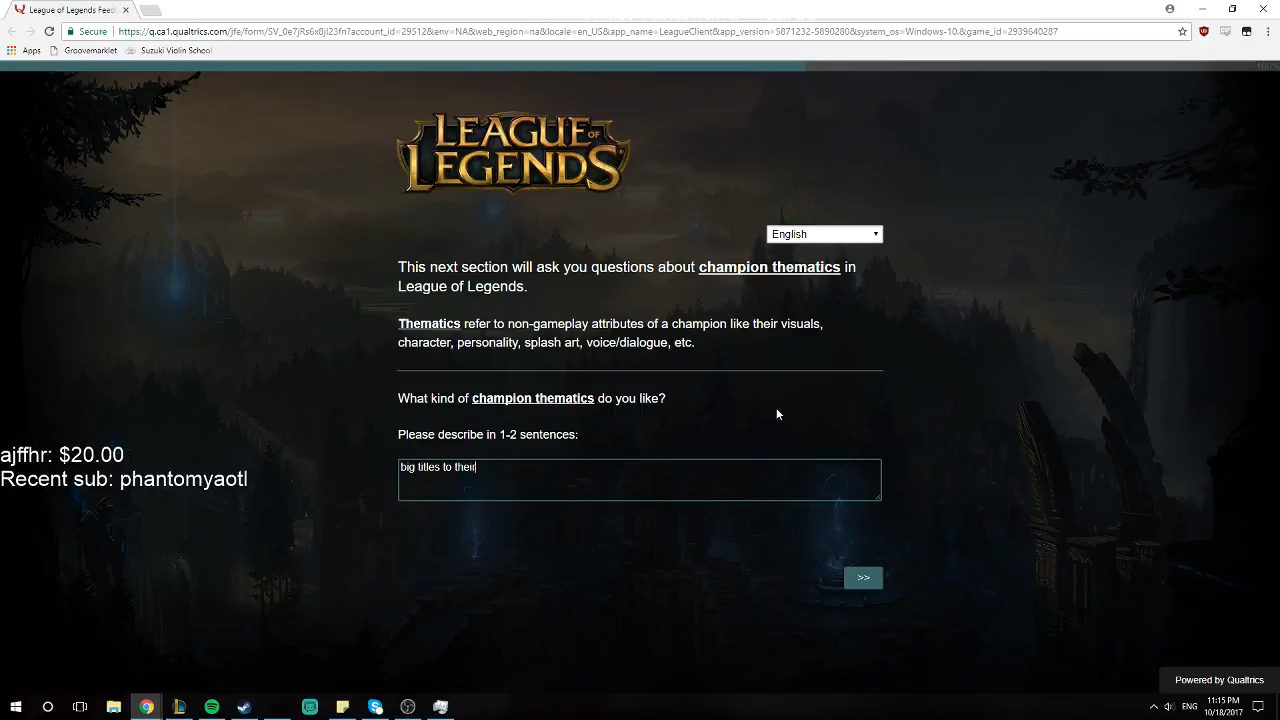 League of Legends Feed
Secure
https://q.ca1.qualtrics.com/jfe/form/SV_0e7jRs6x8jI23fn?account_id=29512&env=NA&web_region=na&locale=en_US&app_name=LeagueClient&app_version=5871232-5890280&system_os=Windows-10.&game_id=2939640287
Apps Groovemarket Suzuki Violin School
100%
LEAGUE OF LEGENDS
English
This next section will ask you questions about champion thematics in
League of Legends.
Thematics refer to non-gameplay attributes of a champion like their visuals,
character, personality, splash art, voice/dialogue, etc.
What kind of champion thematics do you like?
Please describe in 1-2 sentences:
big titles to their
ajffhr: $20.00
Recent sub: phantomyaotl
>>
Powered by Qualtrics
ENG
11:15 PM
10/18/2017